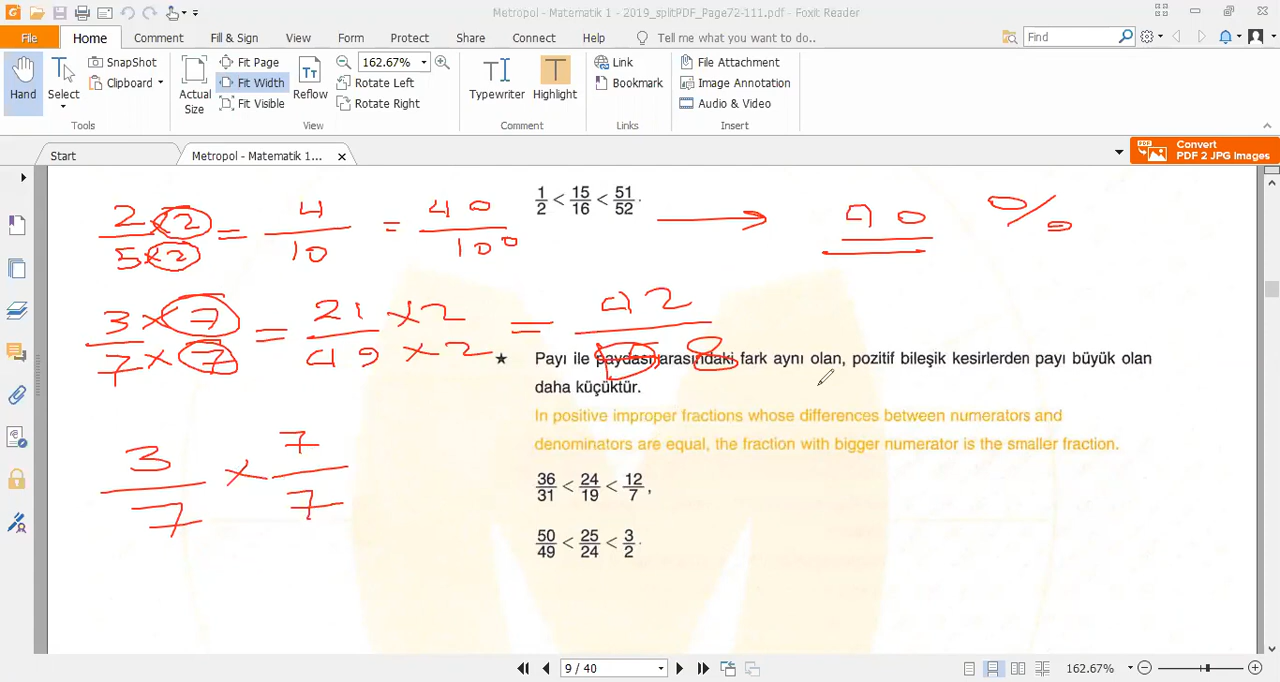 Metropol - Matematik 1 - 2019_splitPDF_Page72-111.pdf - Foxit Reader
File Home Comment Fill & Sign View Form Protect Share Connect Help Tell me what you want to do.. Find
Hand Select SnapShot Clipboard Actual Size Fit Page Fit Width Fit Visible Reflow 162.67% Rotate Left Rotate Right Typewriter Highlight Link Bookmark File Attachment Image Annotation Audio & Video
Tools View Comment Links Insert
Start Metropol - Matematik 1... Convert PDF 2 JPG Images
1/2 < 15/16 < 51/52.
2×2/5×2 = 4/10 = 40/100
40 %
3×7/7×7 = 21 ×2/49 ×2 = 42/98
★ Payı ile paydası arasındaki fark aynı olan, pozitif bileşik kesirlerden payı büyük olan
daha küçüktür.
In positive improper fractions whose differences between numerators and
denominators are equal, the fraction with bigger numerator is the smaller fraction.
3/7 × 7/7
36/31 < 24/19 < 12/7,
50/49 < 25/24 < 3/2.
9 / 40 162.67%